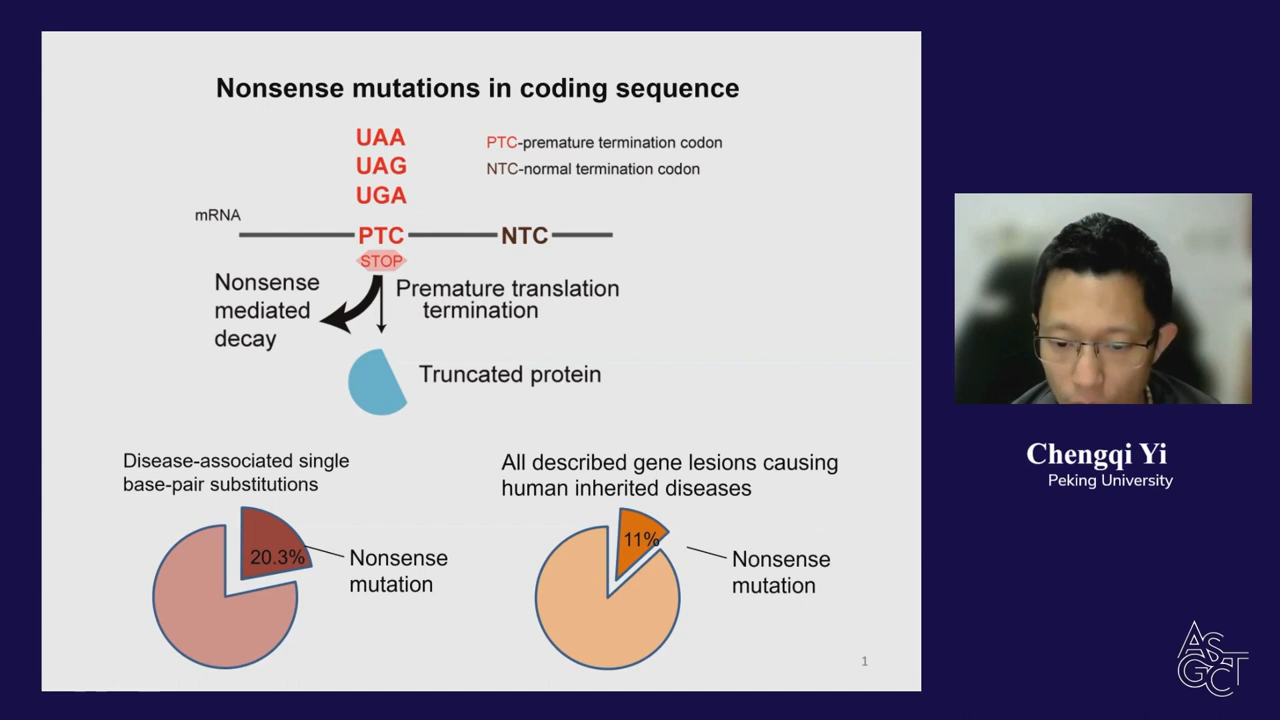 Nonsense mutations in coding sequence
UAA
UAG
UGA
PTC-premature termination codon
NTC-normal termination codon
mRNA
PTC
NTC
STOP
Nonsense
mediated
decay
Premature translation
termination
Truncated protein
Disease-associated single
base-pair substitutions
20.3%
Nonsense
mutation
All described gene lesions causing
human inherited diseases
11%
Nonsense
mutation
1
Chengqi Yi
Peking University
ASGCT